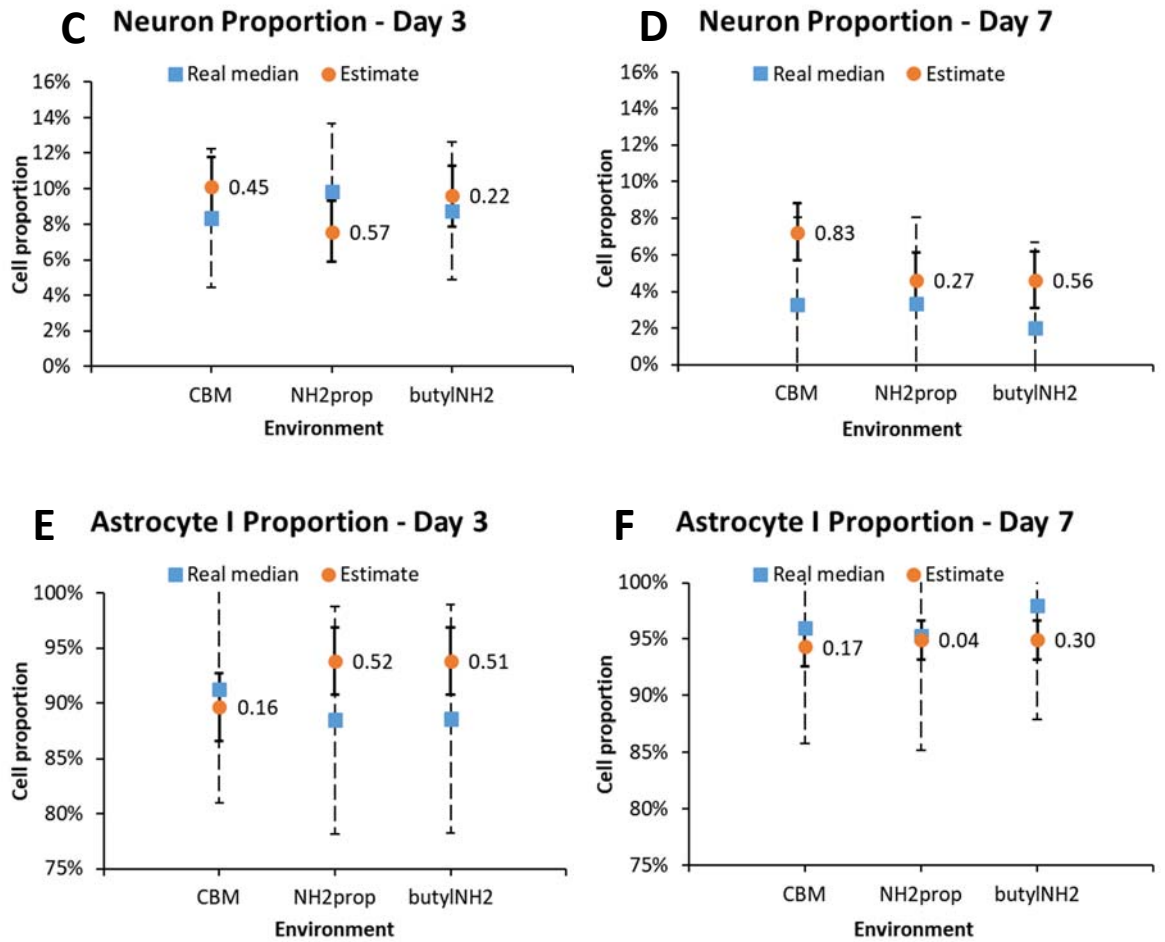 C Neuron Proportion - Day 3
Real median Estimate
16%
14%
12%
10%
8%
6%
4%
2%
0%
Cell proportion
0.45
0.57
0.22
CBM NH2prop butylNH2
Environment
D Neuron Proportion - Day 7
Real median Estimate
16%
14%
12%
10%
8%
6%
4%
2%
0%
Cell proportion
0.83
0.27
0.56
CBM NH2prop butylNH2
Environment
E Astrocyte I Proportion - Day 3
Real median Estimate
100%
95%
90%
85%
80%
75%
Cell proportion
0.16
0.52
0.51
CBM NH2prop butylNH2
Environment
F Astrocyte I Proportion - Day 7
Real median Estimate
100%
95%
90%
85%
80%
75%
Cell proportion
0.17
0.04
0.30
CBM NH2prop butylNH2
Environment